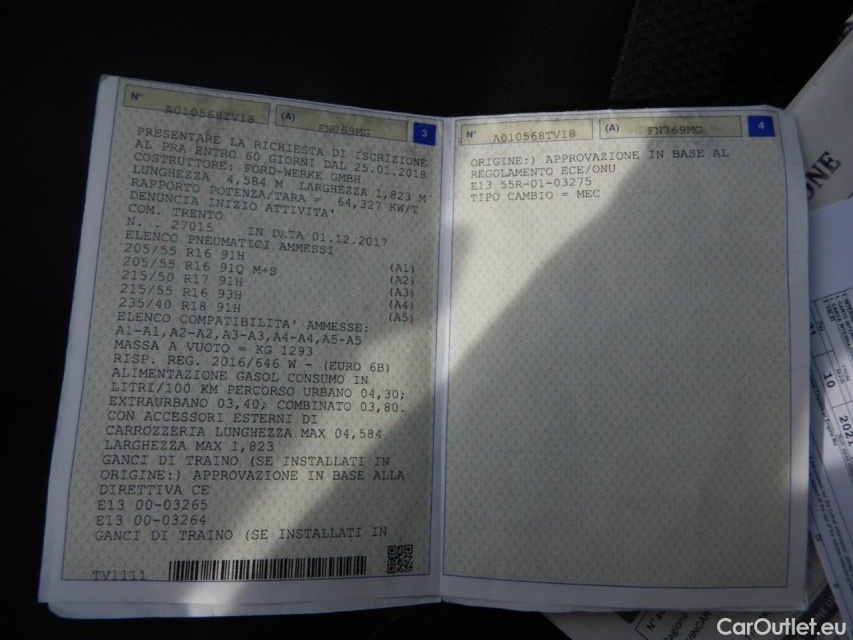 N° A010568TV18 (A) FN769MG 3
PRESENTARE LA RICHIESTA DI ISCRIZIONE
AL PRA ENTRO 60 GIORNI DAL 25.01.2018
COSTRUTTORE: FORD-WERKE GMBH
LUNGHEZZA 4,584 M LARGHEZZA 1,823 M
RAPPORTO POTENZA/TARA = 64,327 KW/T
DENUNCIA INIZIO ATTIVITA'
COM. TRENTO
N. . 27015 IN DATA 01.12.2017
ELENCO PNEUMATICI AMMESSI
205/55 R16 91H (A1)
205/55 R16 91Q M+S (A2)
215/50 R17 91H (A3)
215/55 R16 93H (A4)
235/40 R18 91H (A5)
ELENCO COMPATIBILITA' AMMESSE:
A1-A1,A2-A2,A3-A3,A4-A4,A5-A5
MASSA A VUOTO = KG 1293
RISP. REG. 2016/646 W - (EURO 6B)
ALIMENTAZIONE GASOL CONSUMO IN
LITRI/100 KM PERCORSO URBANO 04,30;
EXTRAURBANO 03,40; COMBINATO 03,80.
CON ACCESSORI ESTERNI DI
CARROZZERIA LUNGHEZZA MAX 04,584
LARGHEZZA MAX 1,823
GANCI DI TRAINO (SE INSTALLATI IN
ORIGINE:) APPROVAZIONE IN BASE ALLA
DIRETTIVA CE
E13 00-03265
E13 00-03264
GANCI DI TRAINO (SE INSTALLATI IN
TV1111
N° A010568TV18 (A) FN769MG 4
ORIGINE:) APPROVAZIONE IN BASE AL
REGOLAMENTO ECE/ONU
E13 55R-01-03275
TIPO CAMBIO = MEC
CarOutlet.eu